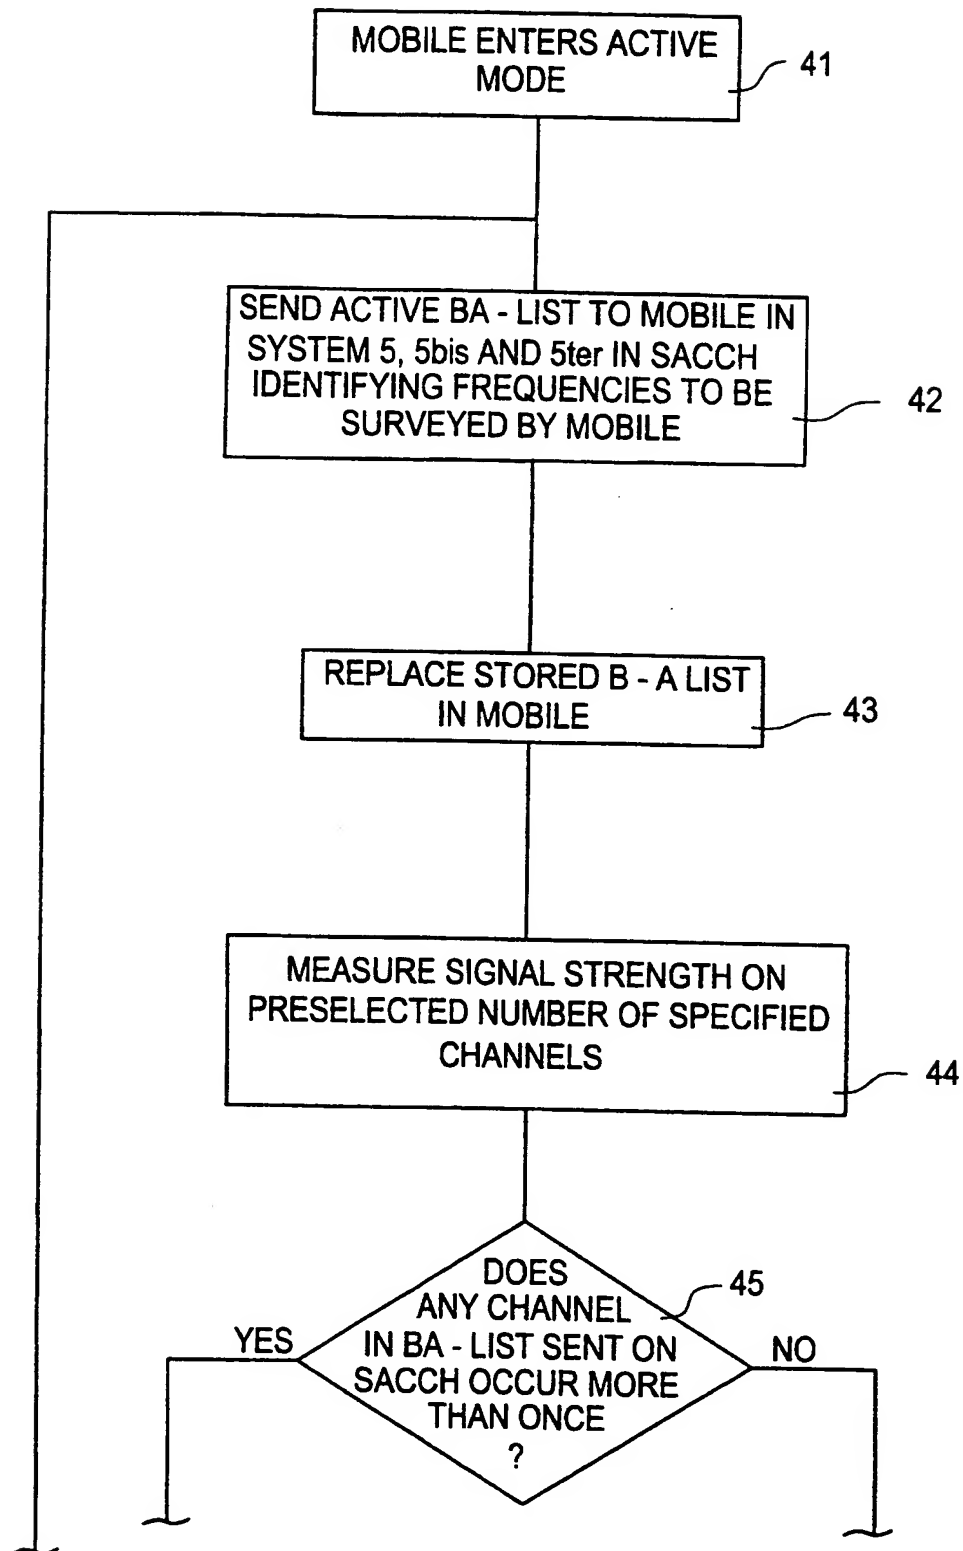 MOBILE ENTERS ACTIVE
MODE
41
SEND ACTIVE BA - LIST TO MOBILE IN
SYSTEM 5, 5bis AND 5ter IN SACCH
IDENTIFYING FREQUENCIES TO BE
SURVEYED BY MOBILE
42
REPLACE STORED B - A LIST
IN MOBILE
43
MEASURE SIGNAL STRENGTH ON
PRESELECTED NUMBER OF SPECIFIED
CHANNELS
44
DOES
ANY CHANNEL
IN BA - LIST SENT ON
SACCH OCCUR MORE
THAN ONCE
?
45
YES
NO